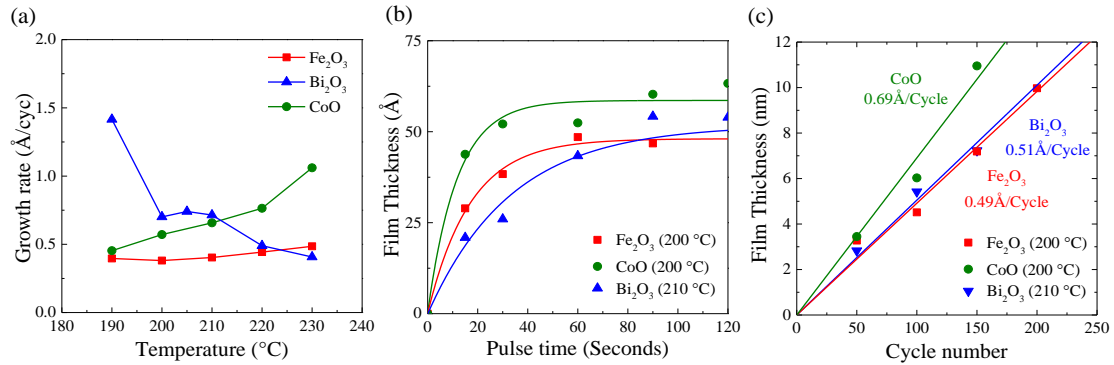 (a)
Growth rate (Å/cyc)
2.0
1.5
1.0
0.5
0.0
Fe₂O₃
Bi₂O₃
CoO
180 190 200 210 220 230 240
Temperature (°C)
(b)
Film Thickness (Å)
75
50
25
0
Fe₂O₃ (200 °C)
CoO (200 °C)
Bi₂O₃ (210 °C)
0 20 40 60 80 100 120
Pulse time (Seconds)
(c)
Film Thickness (nm)
12
10
8
6
4
2
0
CoO
0.69Å/Cycle
Bi₂O₃
0.51Å/Cycle
Fe₂O₃
0.49Å/Cycle
Fe₂O₃ (200 °C)
CoO (200 °C)
Bi₂O₃ (210 °C)
0 50 100 150 200 250
Cycle number